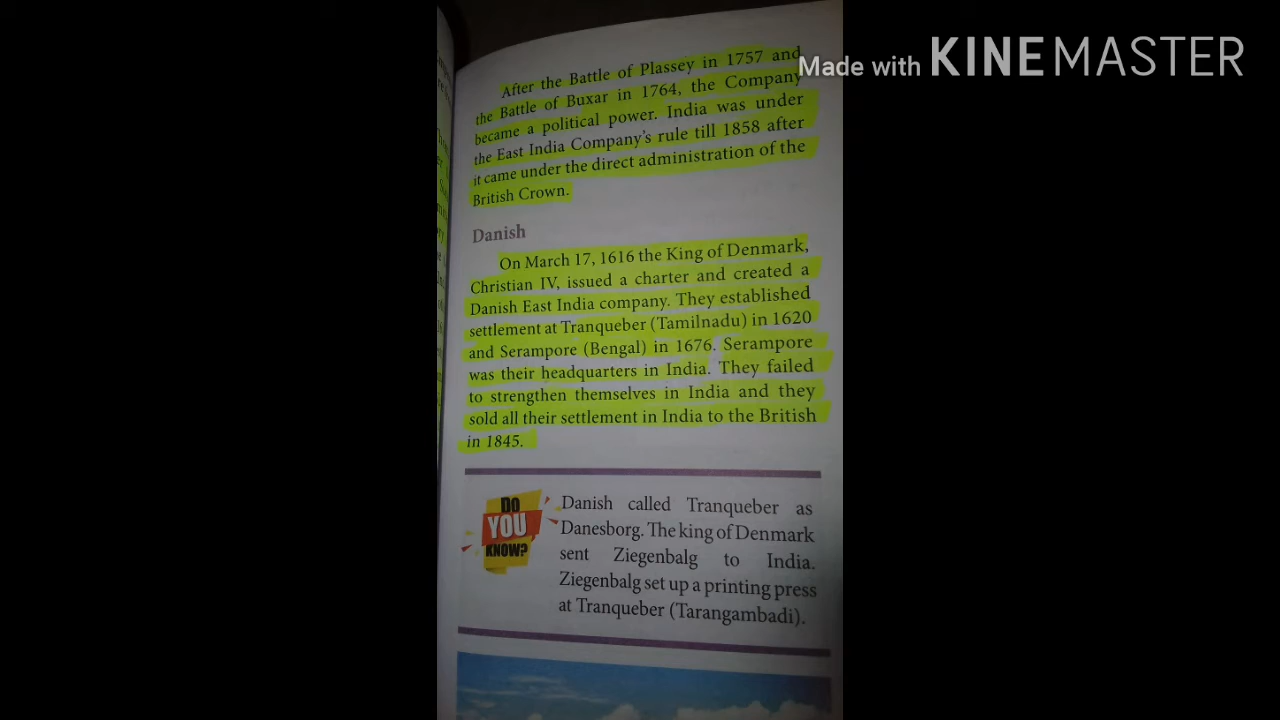 Made with KINEMASTER
After the Battle of Plassey in 1757 and
the Battle of Buxar in 1764, the Company
became a political power. India was under
the East India Company's rule till 1858 after
it came under the direct administration of the
British Crown.
Danish
On March 17, 1616 the King of Denmark,
Christian IV, issued a charter and created a
Danish East India company. They established
settlement at Tranqueber (Tamilnadu) in 1620
and Serampore (Bengal) in 1676. Serampore
was their headquarters in India. They failed
to strengthen themselves in India and they
sold all their settlement in India to the British
in 1845.
DO
YOU
KNOW?
Danish called Tranqueber as
Danesborg. The king of Denmark
sent Ziegenbalg to India.
Ziegenbalg set up a printing press
at Tranqueber (Tarangambadi).